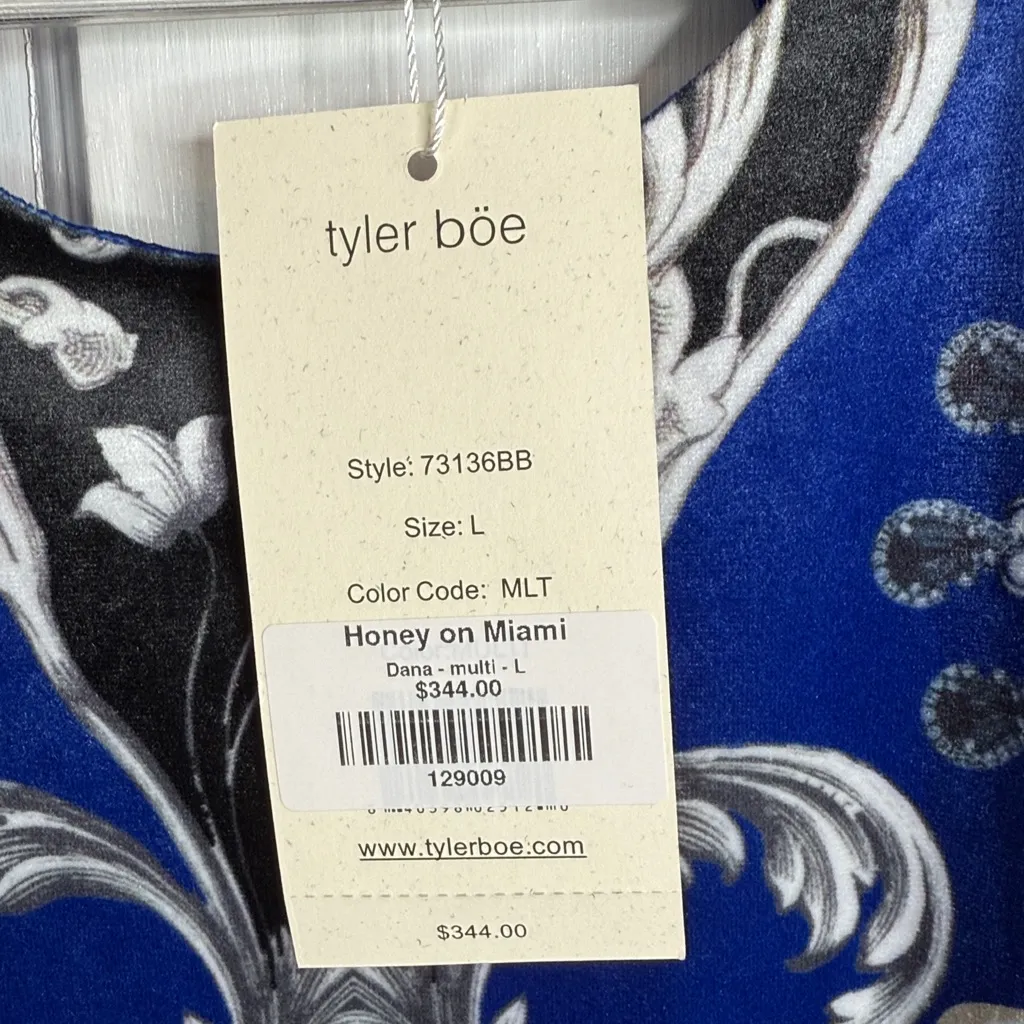 tyler böe
Style: 73136BB
Size: L
Color Code: MLT
Honey on Miami
Dana - multi - L
$344.00
129009
www.tylerboe.com
$344.00